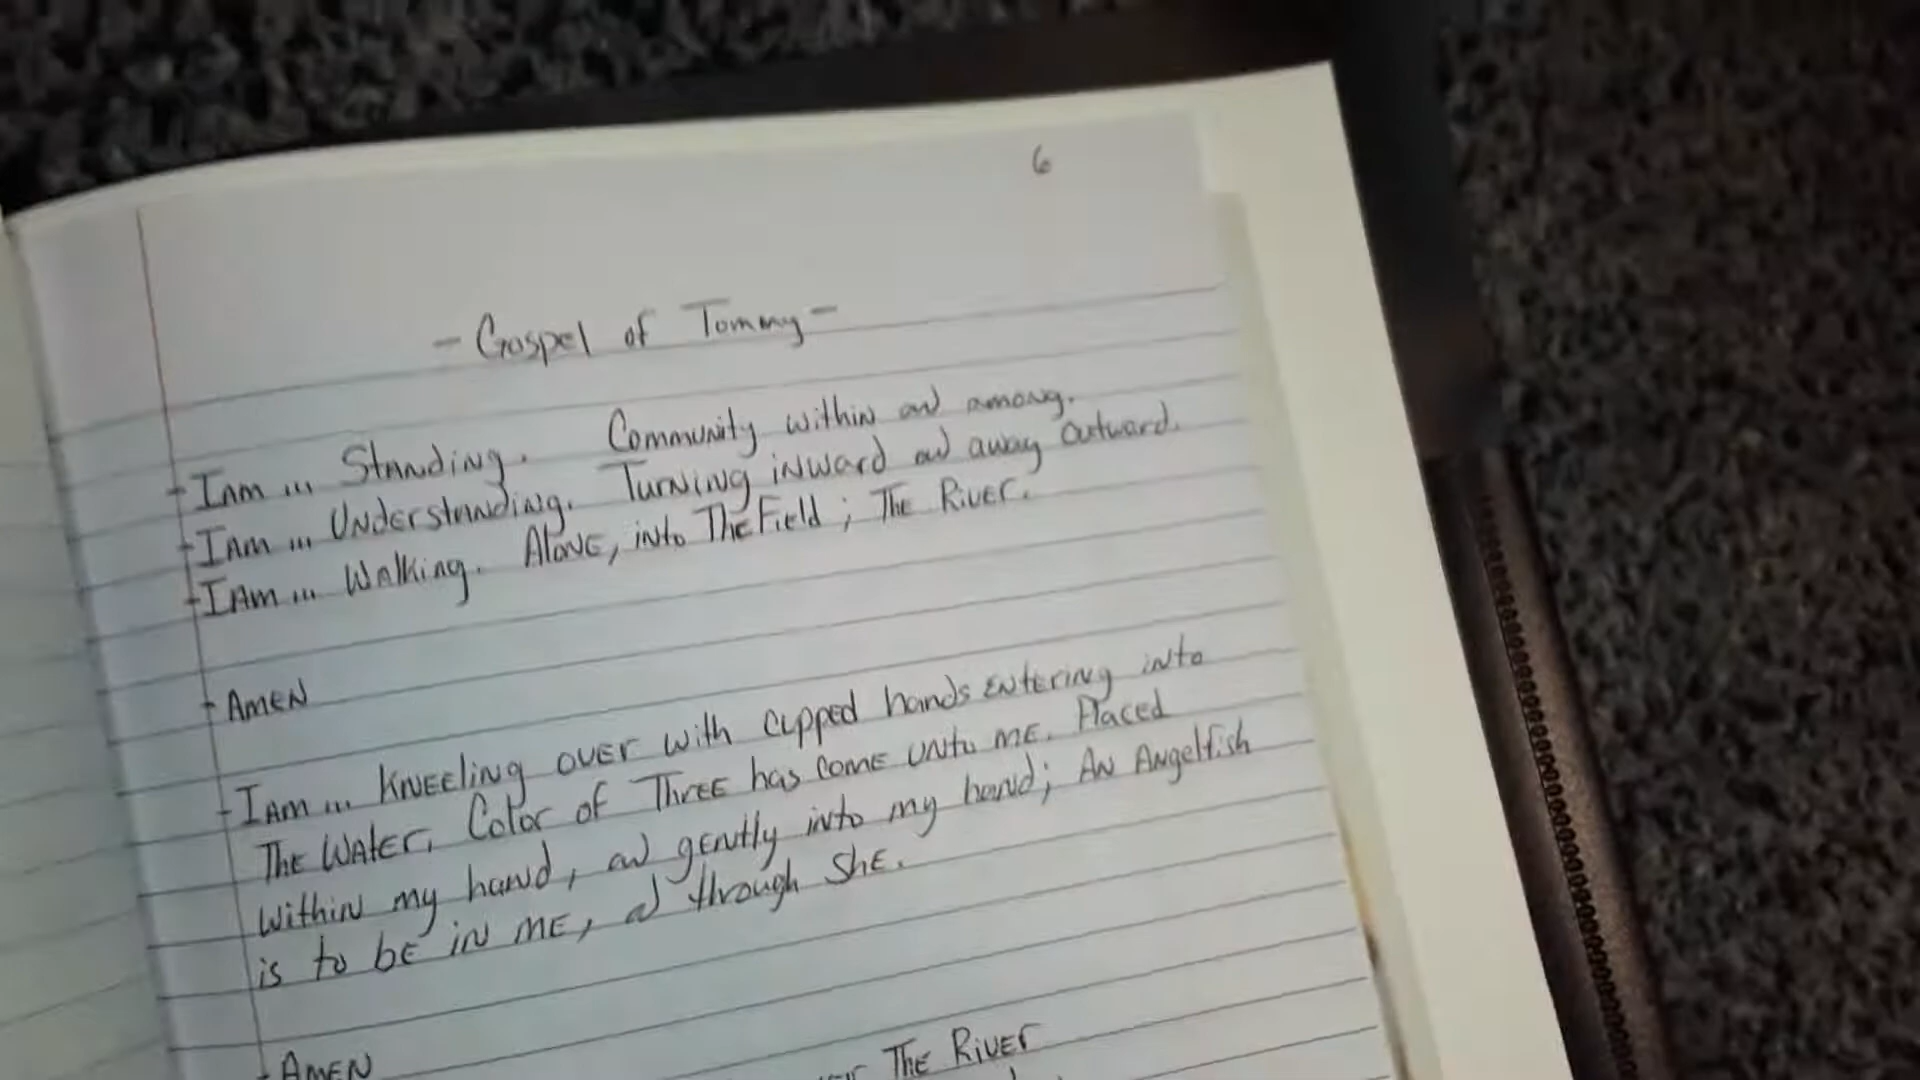 6
- Gospel of Tommy -
- I Am ... Standing. Community within and among.
- I Am ... Understanding. Turning inward and away outward.
- I Am ... Walking. Alone, into The Field ; The River.
- Amen
- I Am ... Kneeling over with cupped hands entering into
The Water. Color of Three has come unto me. Placed
within my hand, and gently into my hand; An Angelfish
is to be in me, and through She.
- Amen
The River